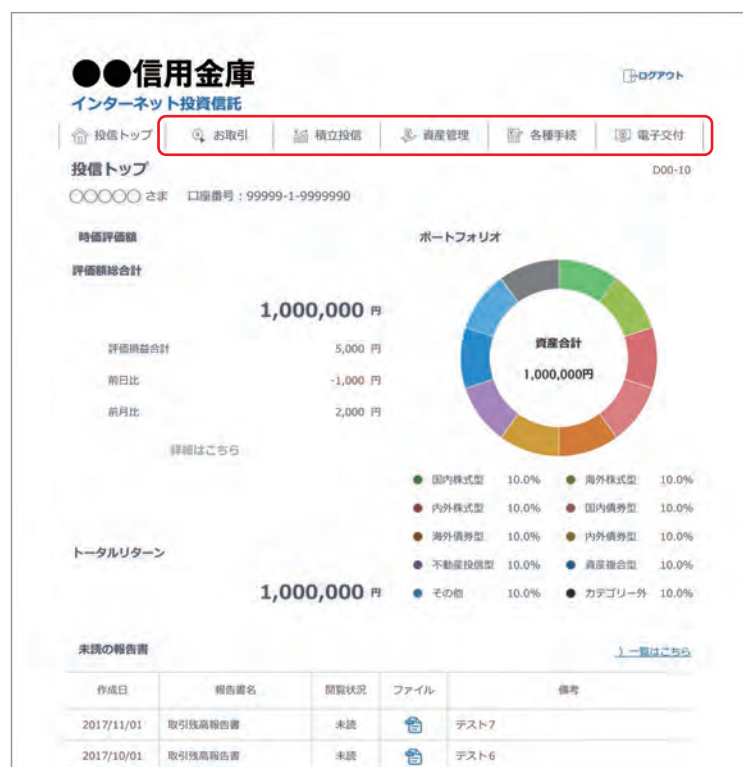 ●●信用金庫
ログアウト
インターネット投資信託
投信トップ お取引 積立投信 資産管理 各種手続 電子交付
投信トップ D00-10
○○○○○ さま 口座番号：99999-1-9999990
時価評価額 ポートフォリオ
評価額総合計
1,000,000 円
評価損益合計 5,000 円
前日比 -1,000 円
前月比 2,000 円
詳細はこちら
資産合計
1,000,000円
国内株式型 10.0% 海外株式型 10.0%
内外株式型 10.0% 国内債券型 10.0%
海外債券型 10.0% 内外債券型 10.0%
不動産投信型 10.0% 資産複合型 10.0%
その他 10.0% カテゴリー外 10.0%
トータルリターン
1,000,000 円
未読の報告書 〉一覧はこちら
作成日 報告書名 閲覧状況 ファイル 備考
2017/11/01 取引残高報告書 未読 テスト7
2017/10/01 取引残高報告書 未読 テスト6